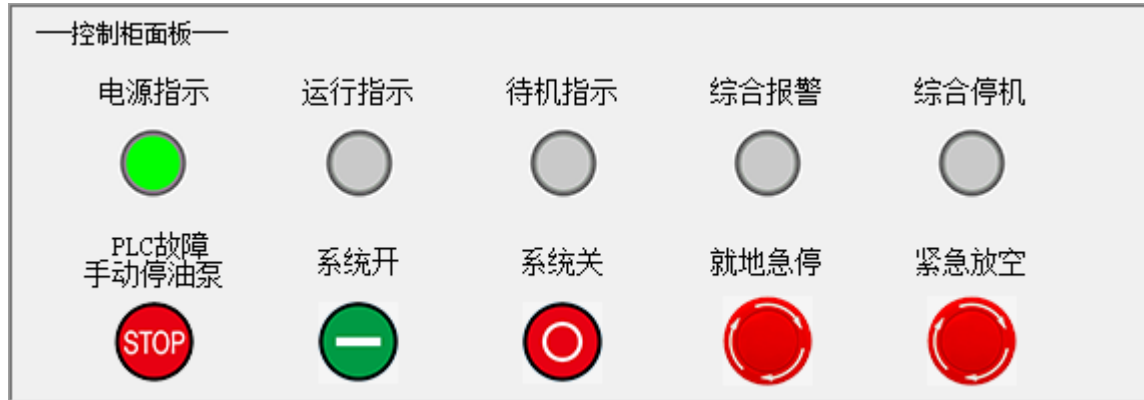 控制柜面板
电源指示 运行指示 待机指示 综合报警 综合停机
PLC故障
手动停油泵 系统开 系统关 就地急停 紧急放空
STOP